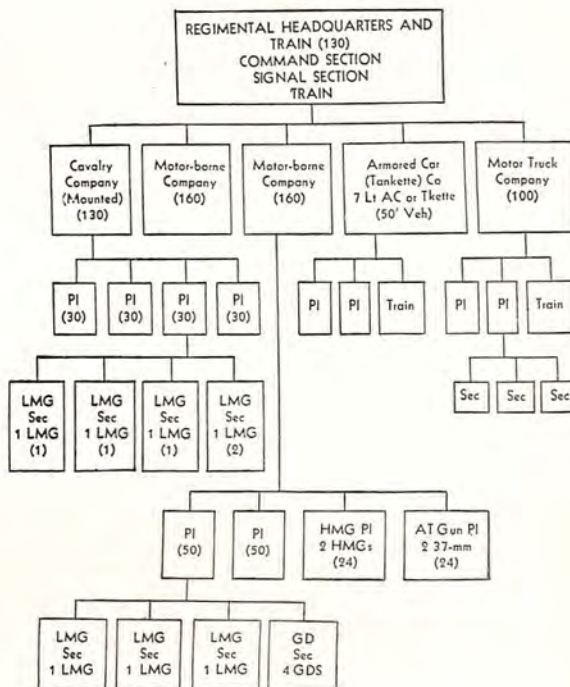 REGIMENTAL HEADQUARTERS AND
TRAIN (130)
COMMAND SECTION
SIGNAL SECTION
TRAIN
Cavalry
Company
(Mounted)
(130)
Motor-borne
Company
(160)
Motor-borne
Company
(160)
Armored Car
(Tankette) Co
7 Lt AC or Tkette
(50' Veh)
Motor Truck
Company
(100)
Pl
(30)
Pl
(30)
Pl
(30)
Pl
(30)
Pl
Pl
Train
Pl
Pl
Train
LMG
Sec
1 LMG
(1)
LMG
Sec
1 LMG
(1)
LMG
Sec
1 LMG
(1)
LMG
Sec
1 LMG
(2)
Sec
Sec
Sec
Pl
(50)
Pl
(50)
HMG Pl
2 HMGs
(24)
AT Gun Pl
2 37-mm
(24)
LMG
Sec
1 LMG
LMG
Sec
1 LMG
LMG
Sec
1 LMG
GD
Sec
4 GDS